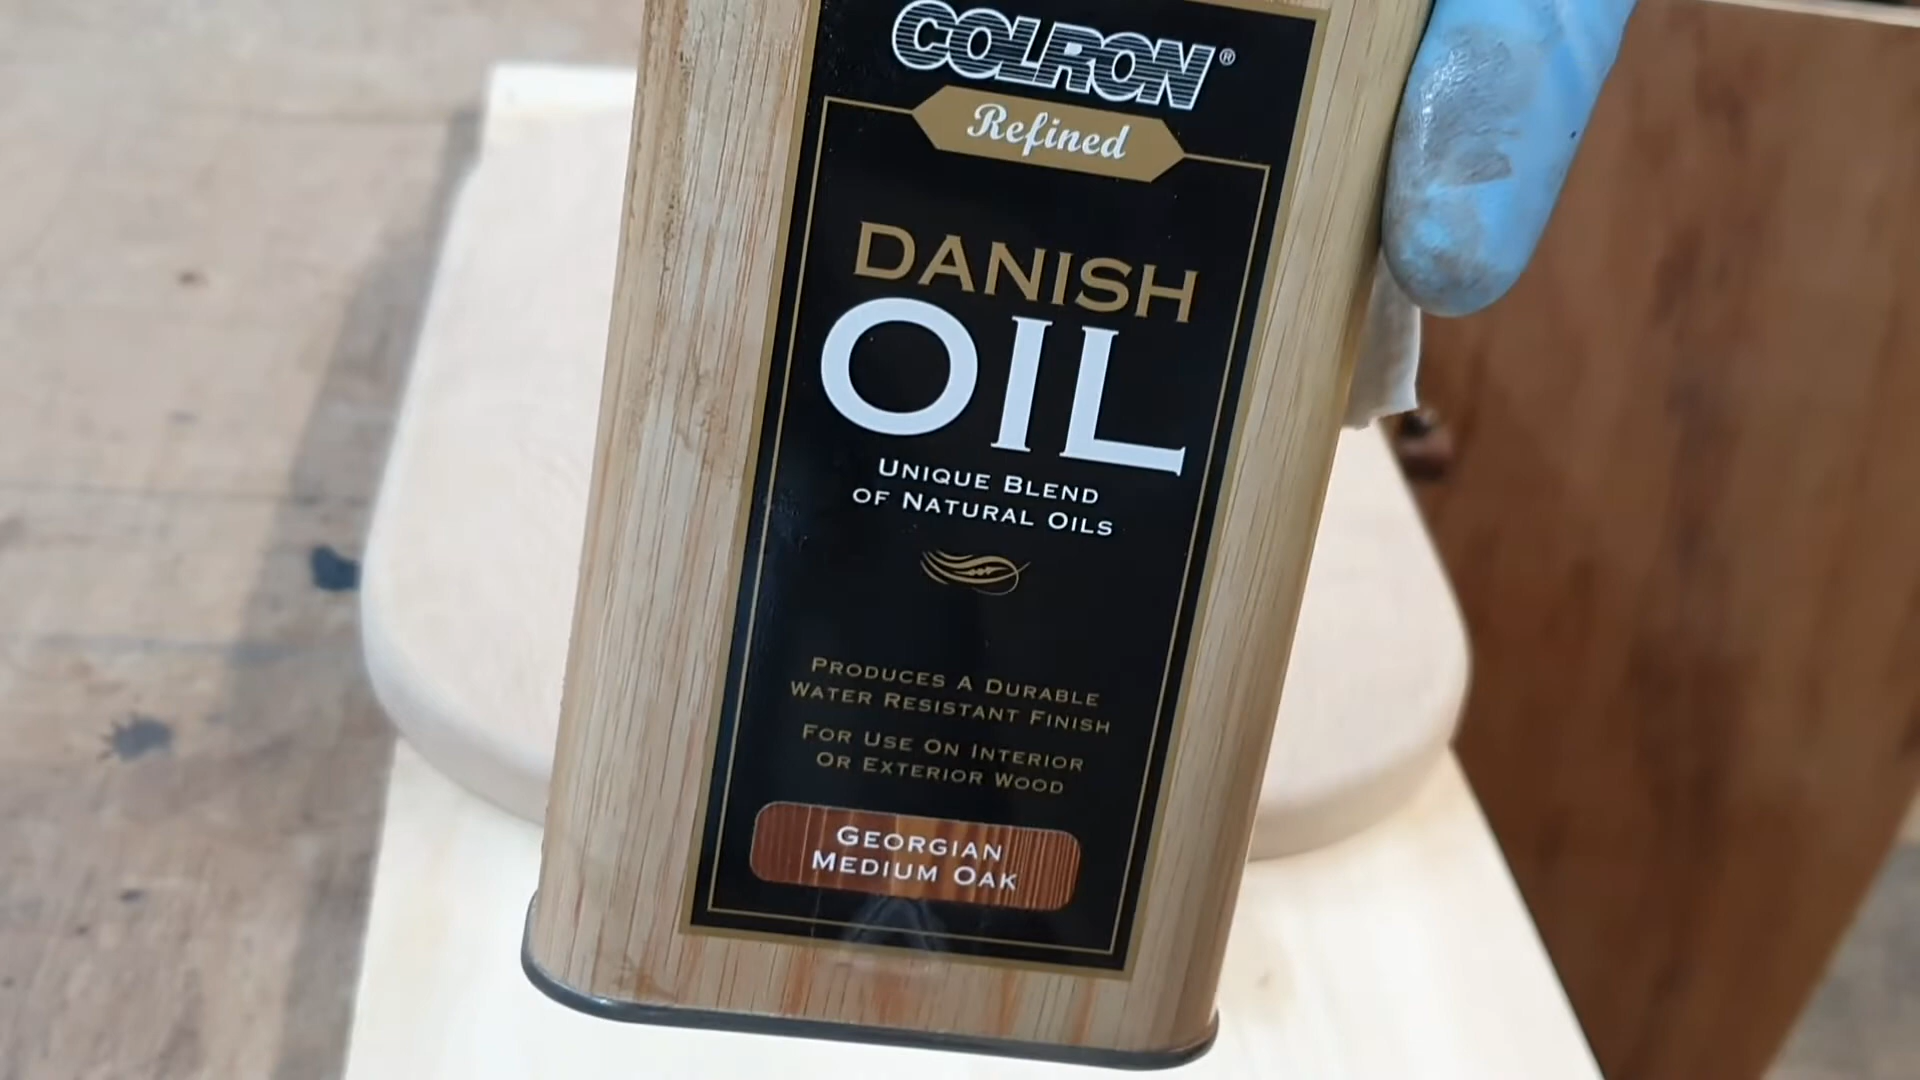 COLRON®
Refined
DANISH
OIL
UNIQUE BLEND
OF NATURAL OILS
PRODUCES A DURABLE
WATER RESISTANT FINISH
FOR USE ON INTERIOR
OR EXTERIOR WOOD
GEORGIAN
MEDIUM OAK